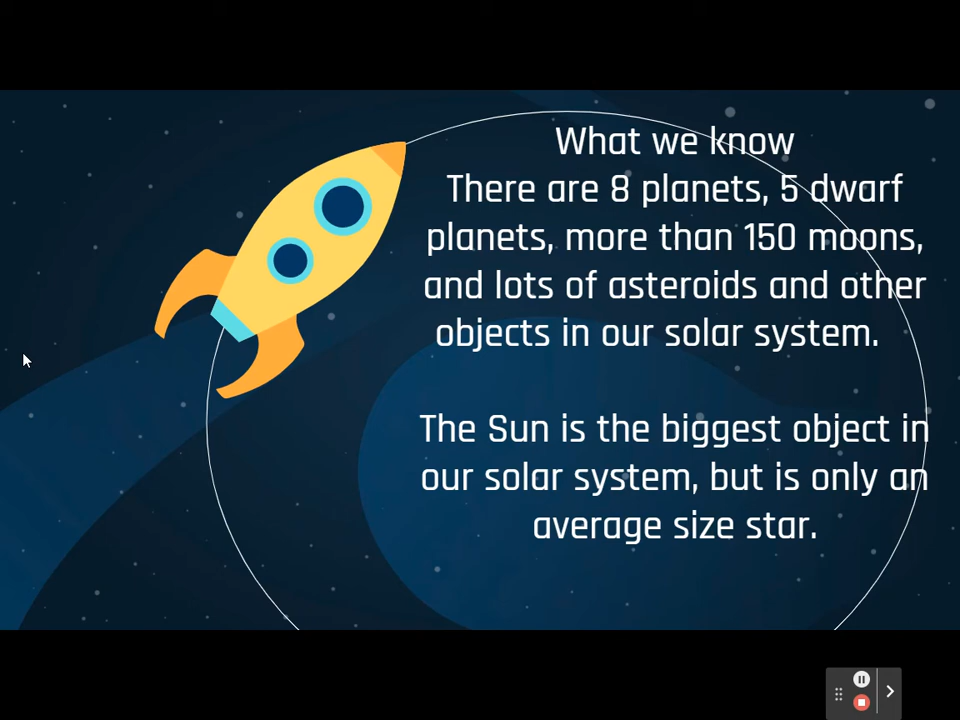 What we know
There are 8 planets, 5 dwarf
planets, more than 150 moons,
and lots of asteroids and other
objects in our solar system.
The Sun is the biggest object in
our solar system, but is only an
average size star.